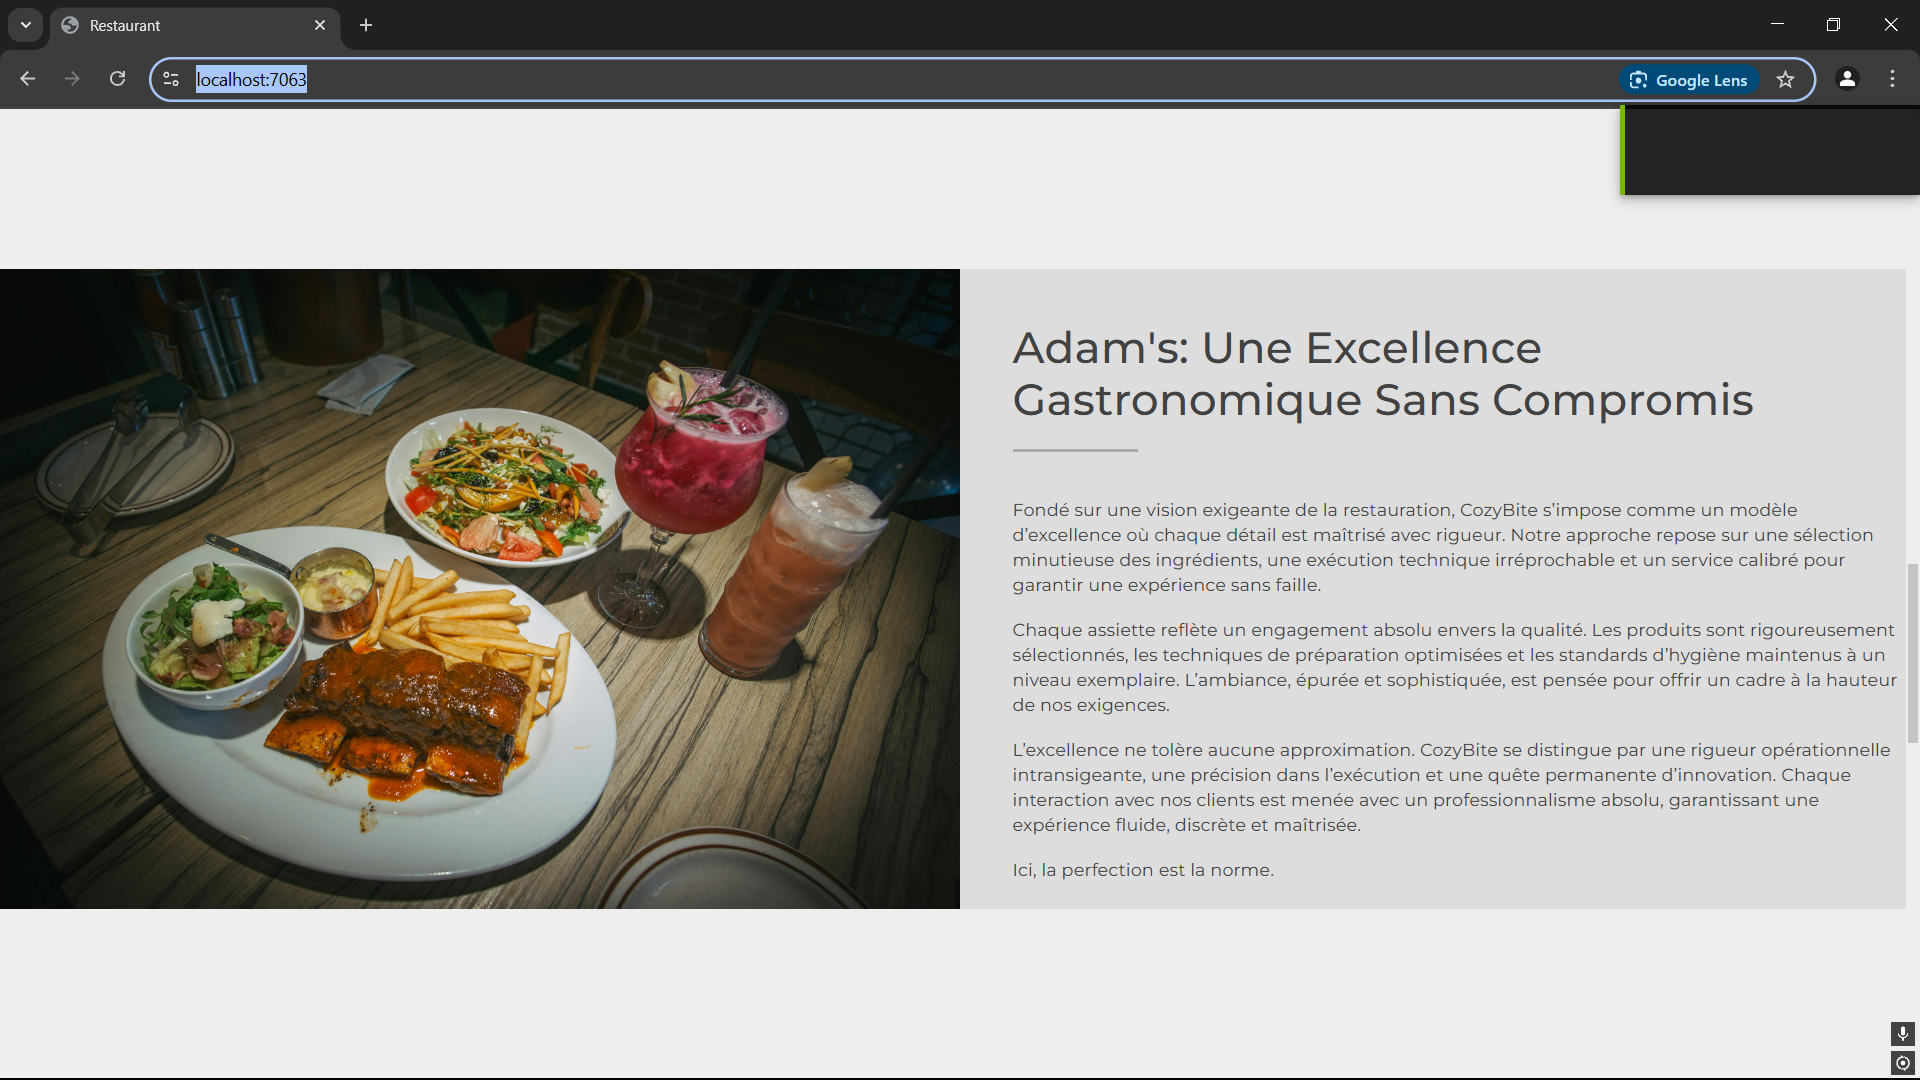 Restaurant
localhost:7063
Google Lens
Adam's: Une Excellence
Gastronomique Sans Compromis
Fondé sur une vision exigeante de la restauration, CozyBite s’impose comme un modèle
d’excellence où chaque détail est maîtrisé avec rigueur. Notre approche repose sur une sélection
minutieuse des ingrédients, une exécution technique irréprochable et un service calibré pour
garantir une expérience sans faille.
Chaque assiette reflète un engagement absolu envers la qualité. Les produits sont rigoureusement
sélectionnés, les techniques de préparation optimisées et les standards d’hygiène maintenus à un
niveau exemplaire. L’ambiance, épurée et sophistiquée, est pensée pour offrir un cadre à la hauteur
de nos exigences.
L’excellence ne tolère aucune approximation. CozyBite se distingue par une rigueur opérationnelle
intransigeante, une précision dans l’exécution et une quête permanente d’innovation. Chaque
interaction avec nos clients est menée avec un professionnalisme absolu, garantissant une
expérience fluide, discrète et maîtrisée.
Ici, la perfection est la norme.